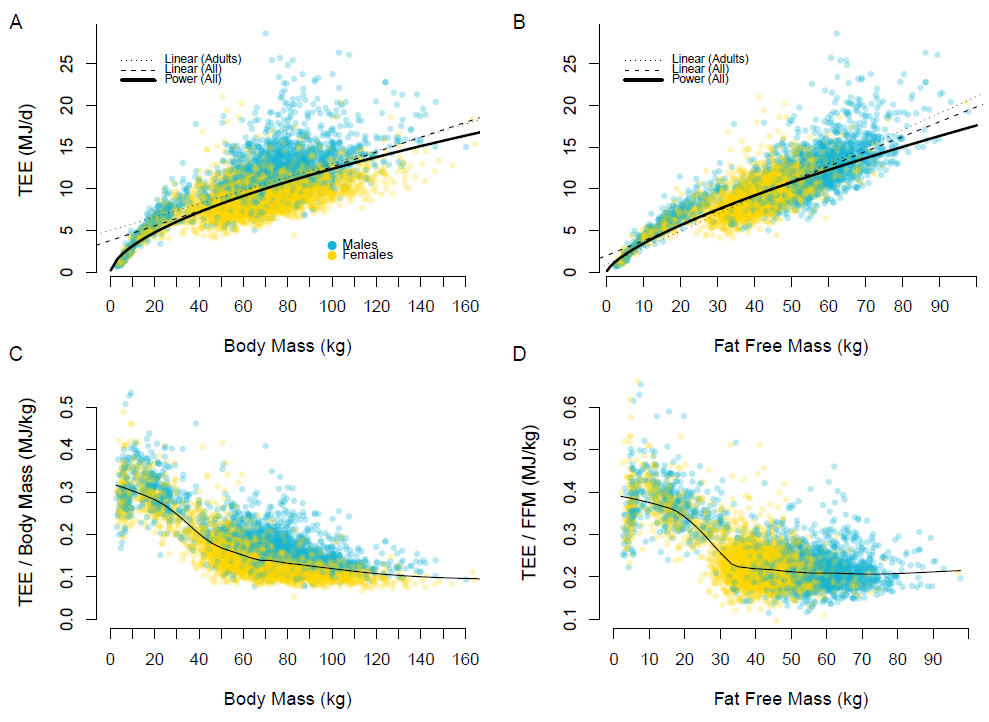 A
TEE (MJ/d)
0 5 10 15 20 25
Linear (Adults)
Linear (All)
Power (All)
Males
Females
0 20 40 60 80 100 120 140 160
Body Mass (kg)
B
0 5 10 15 20 25
Linear (Adults)
Linear (All)
Power (All)
0 10 20 30 40 50 60 70 80 90
Fat Free Mass (kg)
C
TEE / Body Mass (MJ/kg)
0.0 0.1 0.2 0.3 0.4 0.5
0 20 40 60 80 100 120 140 160
Body Mass (kg)
D
TEE / FFM (MJ/kg)
0.1 0.2 0.3 0.4 0.5 0.6
0 10 20 30 40 50 60 70 80 90
Fat Free Mass (kg)